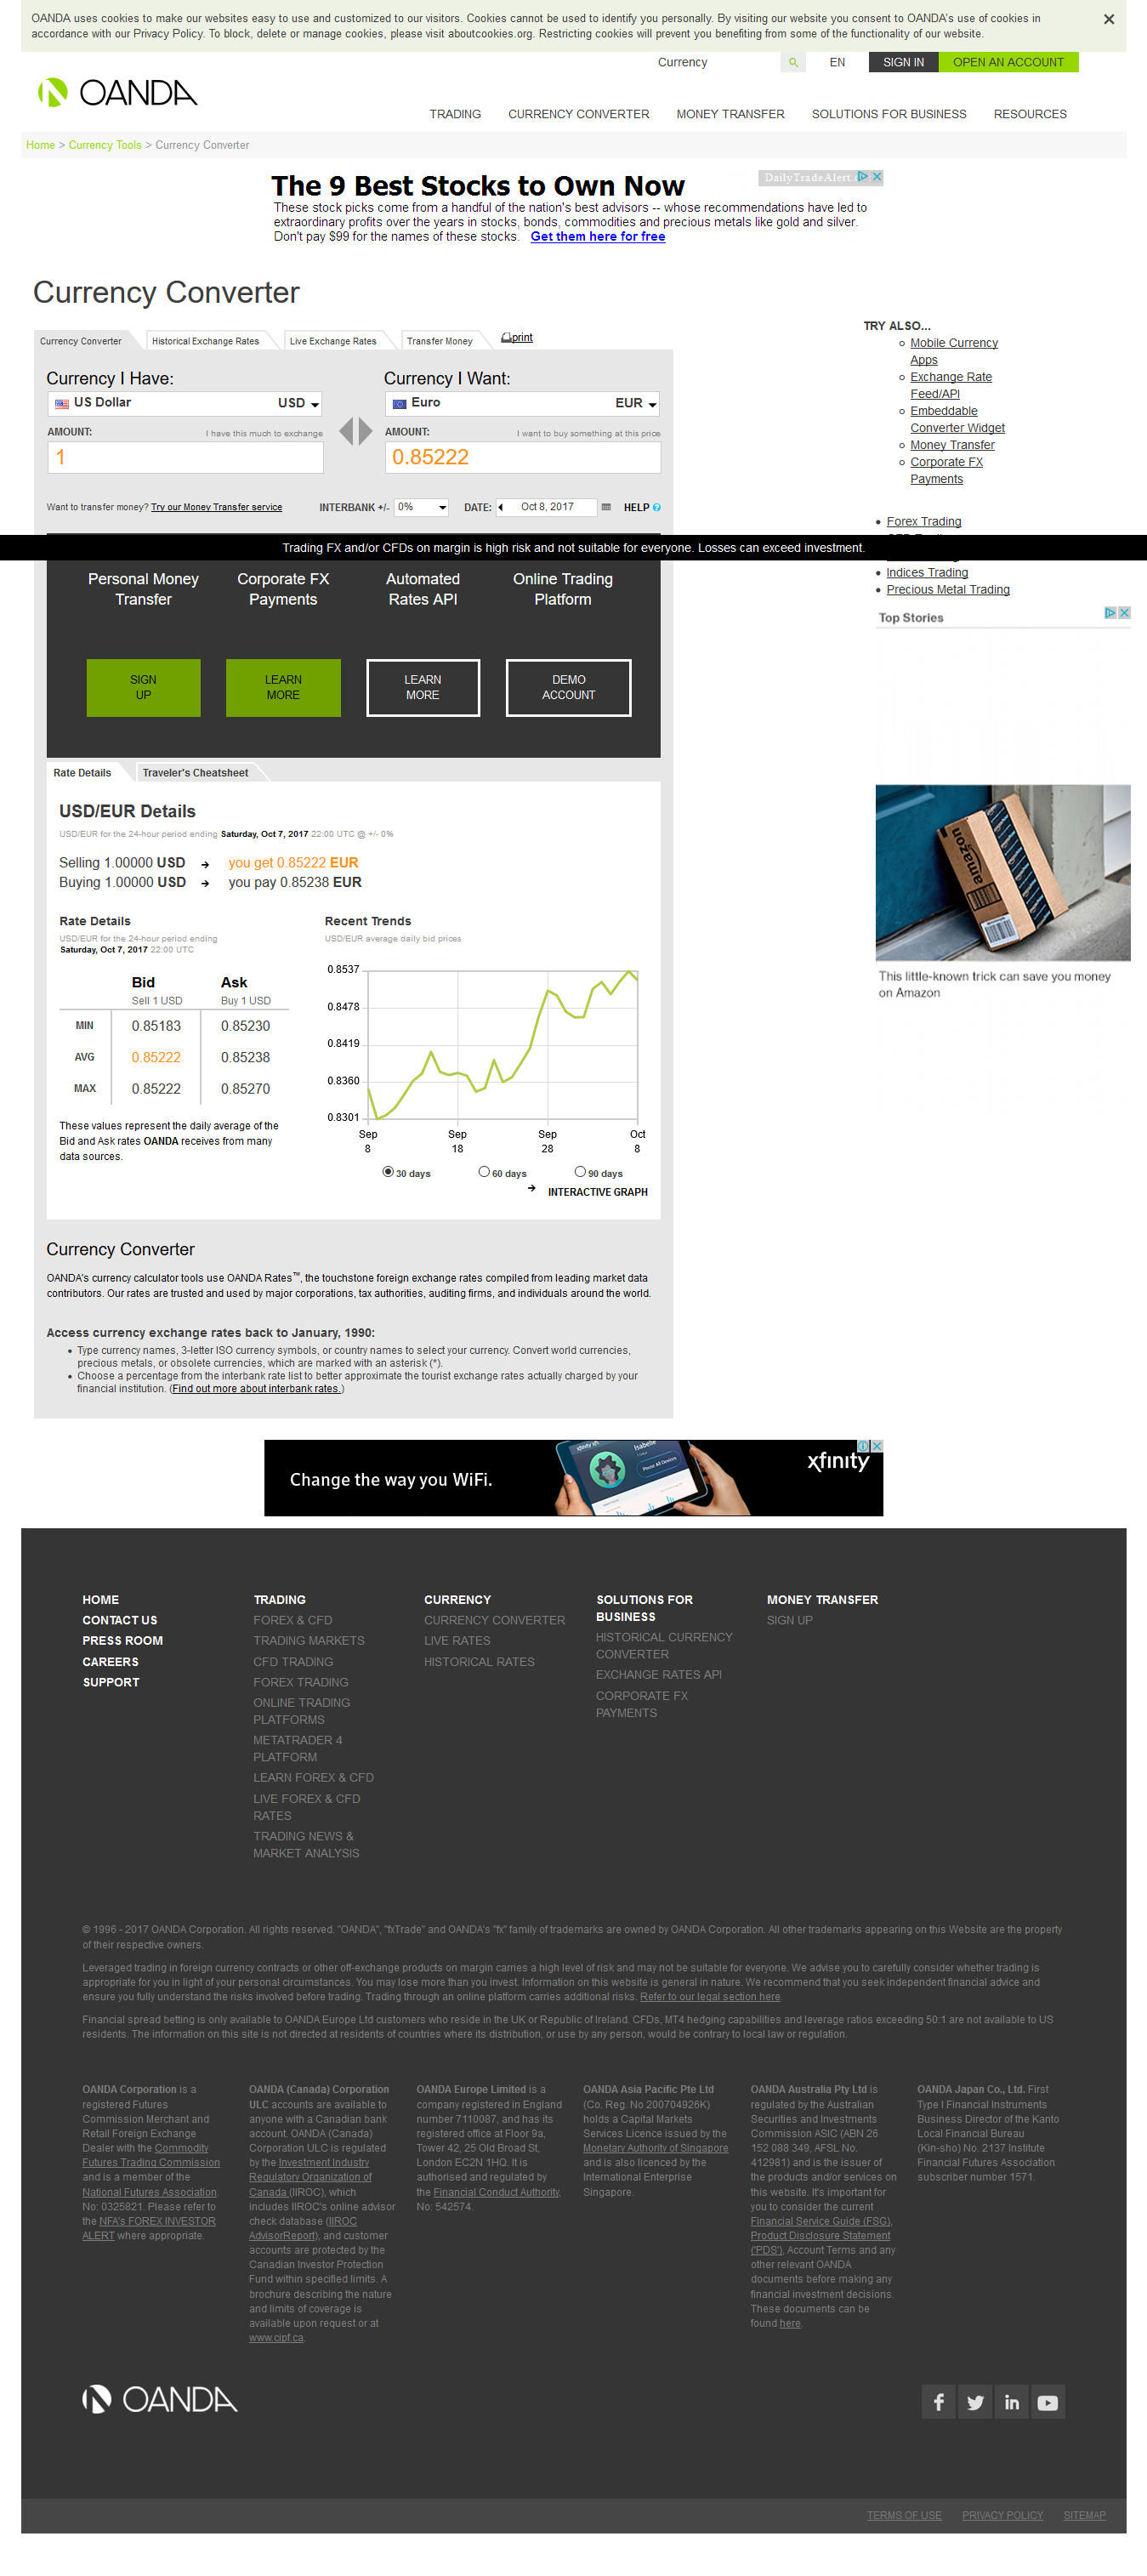 OANDA uses cookies to make our websites easy to use and customized to our visitors. Cookies cannot be used to identify you personally. By visiting our website you consent to OANDA's use of cookies in
accordance with our Privacy Policy. To block, delete or manage cookies, please visit aboutcookies.org. Restricting cookies will prevent you benefiting from some of the functionality of our website.
Currency
EN
SIGN IN
OPEN AN ACCOUNT
OANDA
TRADING
CURRENCY CONVERTER
MONEY TRANSFER
SOLUTIONS FOR BUSINESS
RESOURCES
Home > Currency Tools > Currency Converter
DailyTradeAlert.
The 9 Best Stocks to Own Now
These stock picks come from a handful of the nation's best advisors -- whose recommendations have led to
extraordinary profits over the years in stocks, bonds, commodities and precious metals like gold and silver.
Don't pay $99 for the names of these stocks. Get them here for free
Currency Converter
Currency Converter
Historical Exchange Rates
Live Exchange Rates
Transfer Money
print
Currency I Have:
US Dollar USD
AMOUNT:
I have this much to exchange
1
Currency I Want:
Euro EUR
AMOUNT:
I want to buy something at this price
0.85222
Want to transfer money? Try our Money Transfer service
INTERBANK +/- 0%
DATE: Oct 8, 2017
HELP ?
TRY ALSO...
Mobile Currency
Apps
Exchange Rate
Feed/API
Embeddable
Converter Widget
Money Transfer
Corporate FX
Payments
Forex Trading
Trading FX and/or CFDs on margin is high risk and not suitable for everyone. Losses can exceed investment.
Indices Trading
Precious Metal Trading
Personal Money
Transfer
Corporate FX
Payments
Automated
Rates API
Online Trading
Platform
SIGN
UP
LEARN
MORE
LEARN
MORE
DEMO
ACCOUNT
Top Stories
This little-known trick can save you money
on Amazon
amazon
Rate Details
Traveler's Cheatsheet
USD/EUR Details
USD/EUR for the 24-hour period ending Saturday, Oct 7, 2017 22:00 UTC @ +/- 0%
Selling 1.00000 USD you get 0.85222 EUR
Buying 1.00000 USD you pay 0.85238 EUR
Rate Details
USD/EUR for the 24-hour period ending
Saturday, Oct 7, 2017 22:00 UTC
Bid Ask
Sell 1 USD Buy 1 USD
MIN 0.85183 0.85230
AVG 0.85222 0.85238
MAX 0.85222 0.85270
These values represent the daily average of the
Bid and Ask rates OANDA receives from many
data sources.
Recent Trends
USD/EUR average daily bid prices
0.8537
0.8478
0.8419
0.8360
0.8301
Sep Sep Sep Oct
8 18 28 8
30 days 60 days 90 days
INTERACTIVE GRAPH
Currency Converter
OANDA's currency calculator tools use OANDA Rates™, the touchstone foreign exchange rates compiled from leading market data
contributors. Our rates are trusted and used by major corporations, tax authorities, auditing firms, and individuals around the world.
Access currency exchange rates back to January, 1990:
Type currency names, 3-letter ISO currency symbols, or country names to select your currency. Convert world currencies,
precious metals, or obsolete currencies, which are marked with an asterisk (*).
Choose a percentage from the interbank rate list to better approximate the tourist exchange rates actually charged by your
financial institution. (Find out more about interbank rates.)
Change the way you WiFi.
xfinity
HOME
CONTACT US
PRESS ROOM
CAREERS
SUPPORT
TRADING
FOREX & CFD
TRADING MARKETS
CFD TRADING
FOREX TRADING
ONLINE TRADING
PLATFORMS
METATRADER 4
PLATFORM
LEARN FOREX & CFD
LIVE FOREX & CFD
RATES
TRADING NEWS &
MARKET ANALYSIS
CURRENCY
CURRENCY CONVERTER
LIVE RATES
HISTORICAL RATES
SOLUTIONS FOR
BUSINESS
HISTORICAL CURRENCY
CONVERTER
EXCHANGE RATES API
CORPORATE FX
PAYMENTS
MONEY TRANSFER
SIGN UP
© 1996 - 2017 OANDA Corporation. All rights reserved. "OANDA", "fxTrade" and OANDA's "fx" family of trademarks are owned by OANDA Corporation. All other trademarks appearing on this Website are the property
of their respective owners.
Leveraged trading in foreign currency contracts or other off-exchange products on margin carries a high level of risk and may not be suitable for everyone. We advise you to carefully consider whether trading is
appropriate for you in light of your personal circumstances. You may lose more than you invest. Information on this website is general in nature. We recommend that you seek independent financial advice and
ensure you fully understand the risks involved before trading. Trading through an online platform carries additional risks. Refer to our legal section here.
Financial spread betting is only available to OANDA Europe Ltd customers who reside in the UK or Republic of Ireland. CFDs, MT4 hedging capabilities and leverage ratios exceeding 50:1 are not available to US
residents. The information on this site is not directed at residents of countries where its distribution, or use by any person, would be contrary to local law or regulation.
OANDA Corporation is a
registered Futures
Commission Merchant and
Retail Foreign Exchange
Dealer with the Commodity
Futures Trading Commission
and is a member of the
National Futures Association.
No: 0325821. Please refer to
the NFA's FOREX INVESTOR
ALERT where appropriate.
OANDA (Canada) Corporation
ULC accounts are available to
anyone with a Canadian bank
account. OANDA (Canada)
Corporation ULC is regulated
by the Investment Industry
Regulatory Organization of
Canada (IIROC), which
includes IIROC's online advisor
check database (IIROC
AdvisorReport), and customer
accounts are protected by the
Canadian Investor Protection
Fund within specified limits. A
brochure describing the nature
and limits of coverage is
available upon request or at
www.cipf.ca.
OANDA Europe Limited is a
company registered in England
number 7110087, and has its
registered office at Floor 9a,
Tower 42, 25 Old Broad St,
London EC2N 1HQ. It is
authorised and regulated by
the Financial Conduct Authority,
No: 542574.
OANDA Asia Pacific Pte Ltd
(Co. Reg. No 200704926K)
holds a Capital Markets
Services Licence issued by the
Monetary Authority of Singapore
and is also licenced by the
International Enterprise
Singapore.
OANDA Australia Pty Ltd is
regulated by the Australian
Securities and Investments
Commission ASIC (ABN 26
152 088 349, AFSL No.
412981) and is the issuer of
the products and/or services on
this website. It's important for
you to consider the current
Financial Service Guide (FSG),
Product Disclosure Statement
('PDS'), Account Terms and any
other relevant OANDA
documents before making any
financial investment decisions.
These documents can be
found here.
OANDA Japan Co., Ltd. First
Type I Financial Instruments
Business Director of the Kanto
Local Financial Bureau
(Kin-sho) No. 2137 Institute
Financial Futures Association
subscriber number 1571.
OANDA
TERMS OF USE
PRIVACY POLICY
SITEMAP